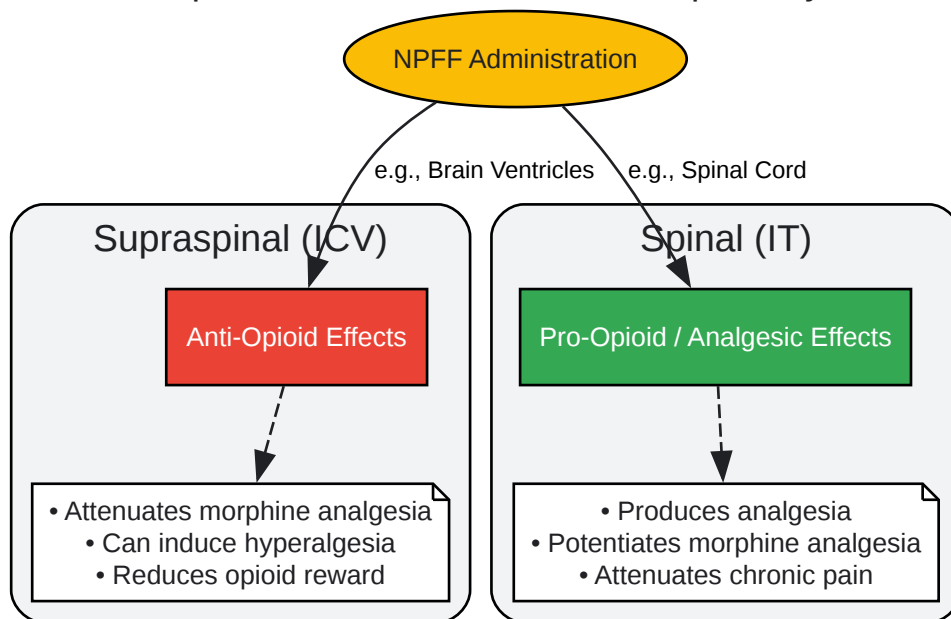 NPFF Administration
e.g., Brain Ventricles
e.g., Spinal Cord
Supraspinal (ICV)
Anti-Opioid Effects
• Attenuates morphine analgesia
• Can induce hyperalgesia
• Reduces opioid reward
Spinal (IT)
Pro-Opioid / Analgesic Effects
• Produces analgesia
• Potentiates morphine analgesia
• Attenuates chronic pain